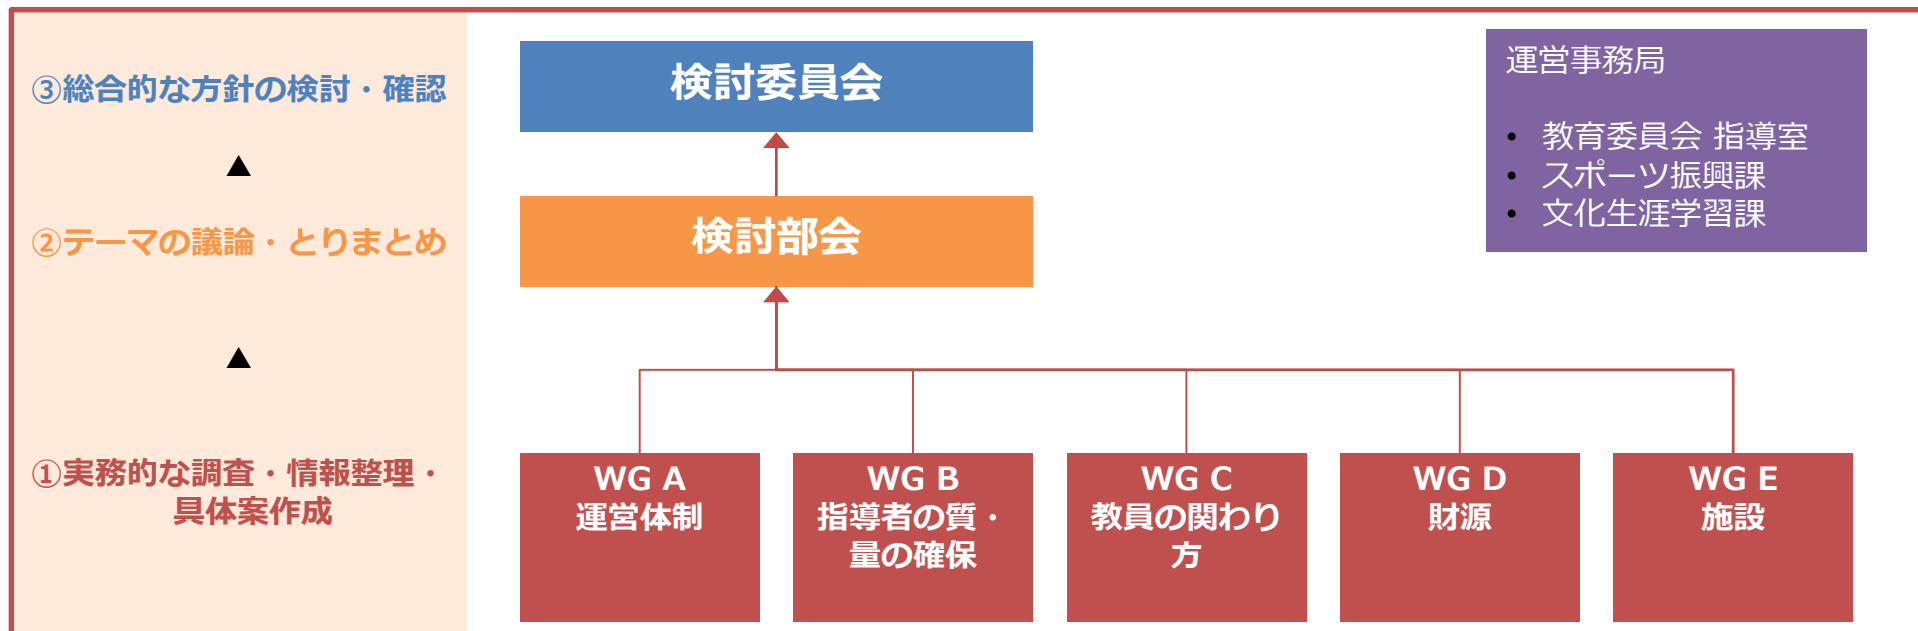 ③総合的な方針の検討・確認
▲
②テーマの議論・とりまとめ
▲
①実務的な調査・情報整理・
具体案作成
検討委員会
検討部会
WG A
運営体制
WG B
指導者の質・
量の確保
WG C
教員の関わり
方
WG D
財源
WG E
施設
運営事務局
• 教育委員会 指導室
• スポーツ振興課
• 文化生涯学習課